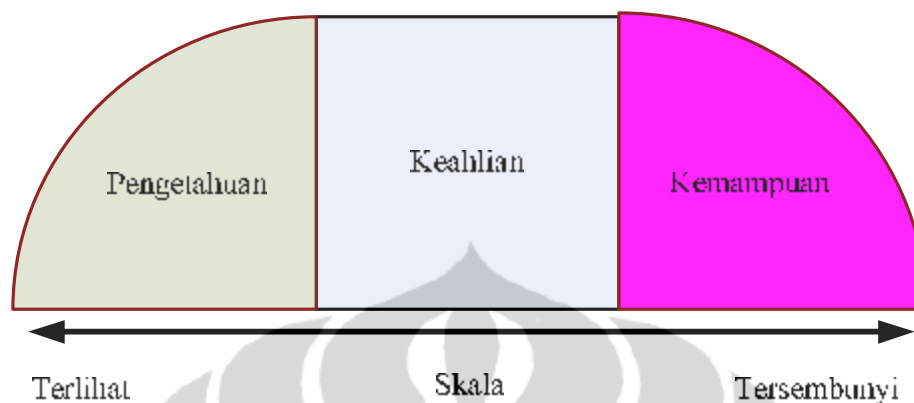 Keahlian
Pengetahuan
Kemampuan
Terlihat
Skala
Tersembunyi